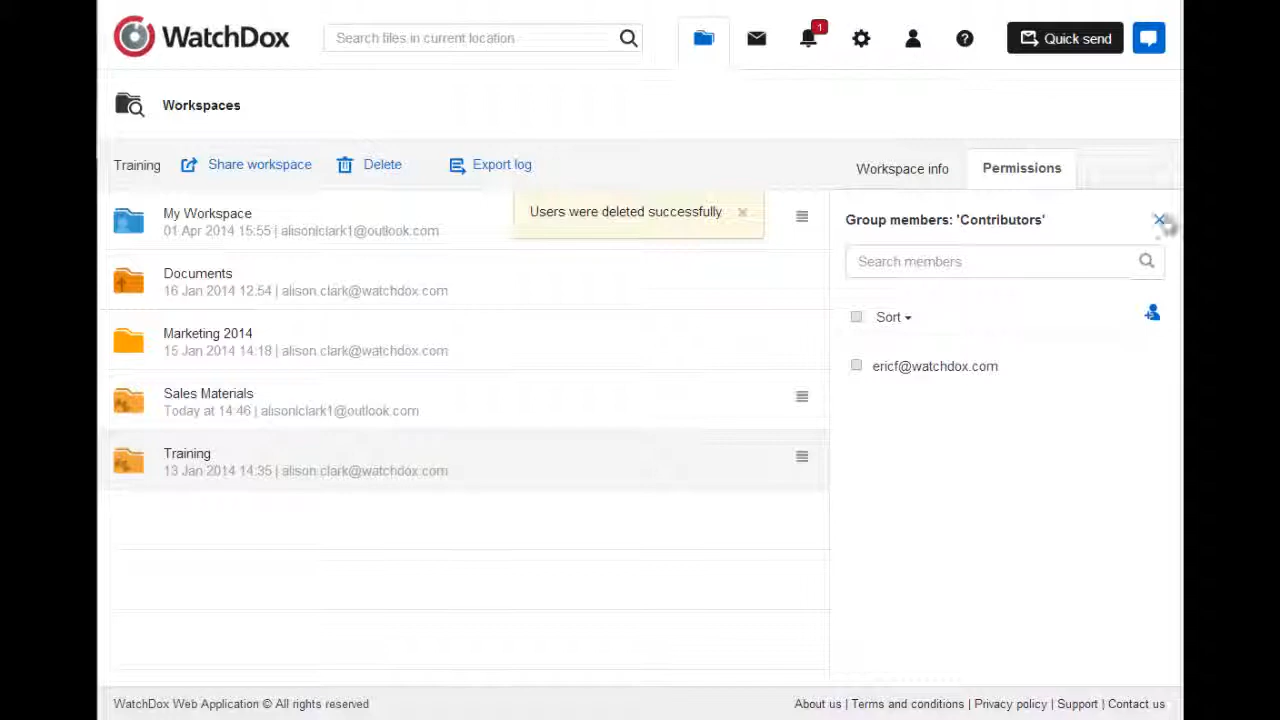 WatchDox
Search files in current location
1
Quick send
Workspaces
Training Share workspace Delete Export log
Workspace info Permissions
My Workspace
01 Apr 2014 15:55 | alisoniclark1@outlook.com
Users were deleted successfully ×
Documents
16 Jan 2014 12:54 | alison.clark@watchdox.com
Marketing 2014
15 Jan 2014 14:18 | alison.clark@watchdox.com
Sales Materials
Today at 14:46 | alisoniclark1@outlook.com
Training
13 Jan 2014 14:35 | alison.clark@watchdox.com
Group members: 'Contributors'
Search members
Sort
ericf@watchdox.com
WatchDox Web Application © All rights reserved
About us | Terms and conditions | Privacy policy | Support | Contact us